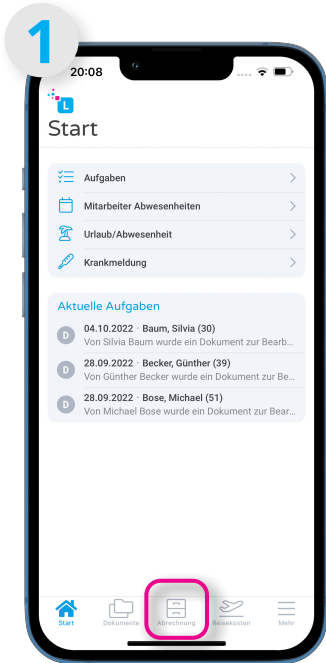 1
20:08
L
Start
Aufgaben
Mitarbeiter Abwesenheiten
Urlaub/Abwesenheit
Krankmeldung
Aktuelle Aufgaben
D
04.10.2022 · Baum, Silvia (30)
Von Silvia Baum wurde ein Dokument zur Bearb...
D
28.09.2022 · Becker, Günther (39)
Von Günther Becker wurde ein Dokument zur Be...
D
28.09.2022 · Bose, Michael (51)
Von Michael Bose wurde ein Dokument zur Bear...
Start
Dokumente
Abrechnung
Reisekosten
Mehr